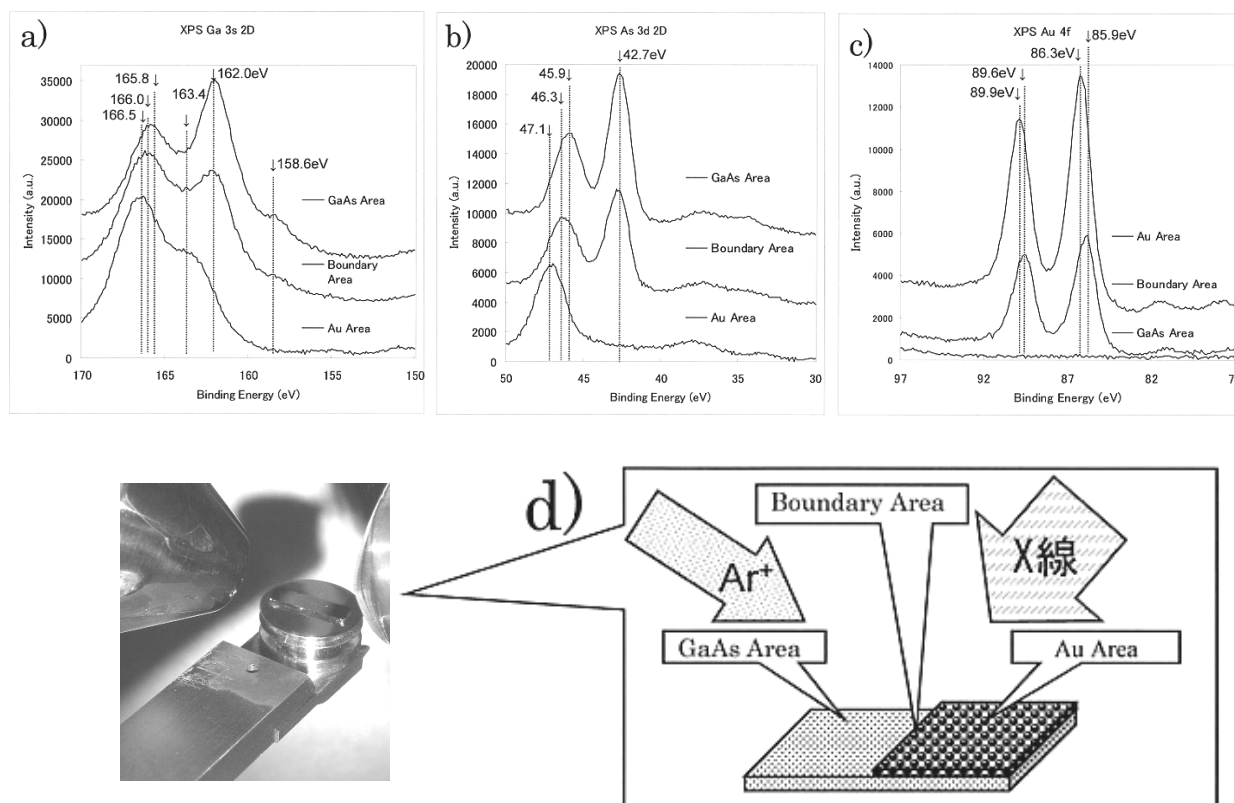 a)
XPS Ga 3s 2D
165.8
166.0
166.5
163.4
162.0eV
158.6eV
35000
30000
25000
20000
15000
10000
5000
0
Intensity (a.u.)
GaAs Area
Boundary
Area
Au Area
170
165
160
155
150
Binding Energy (eV)
b)
XPS As 3d 2D
42.7eV
45.9
46.3
47.1
20000
18000
16000
14000
12000
10000
8000
6000
4000
2000
0
Intensity (a.u.)
GaAs Area
Boundary Area
Au Area
50
45
40
35
30
Binding Energy (eV)
c)
XPS Au 4f
85.9eV
86.3eV
89.6eV
89.9eV
14000
12000
10000
8000
6000
4000
2000
0
Intensity (a.u.)
Au Area
Boundary Area
GaAs Area
97
92
87
82
Binding Energy (eV)
d)
Boundary Area
Ar+
X線
GaAs Area
Au Area